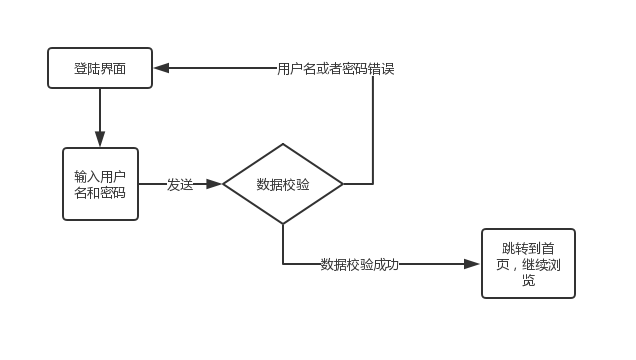 登陆界面
用户名或者密码错误
输入用户
名和密码
发送
数据校验
数据校验成功
跳转到首
页，继续浏
览